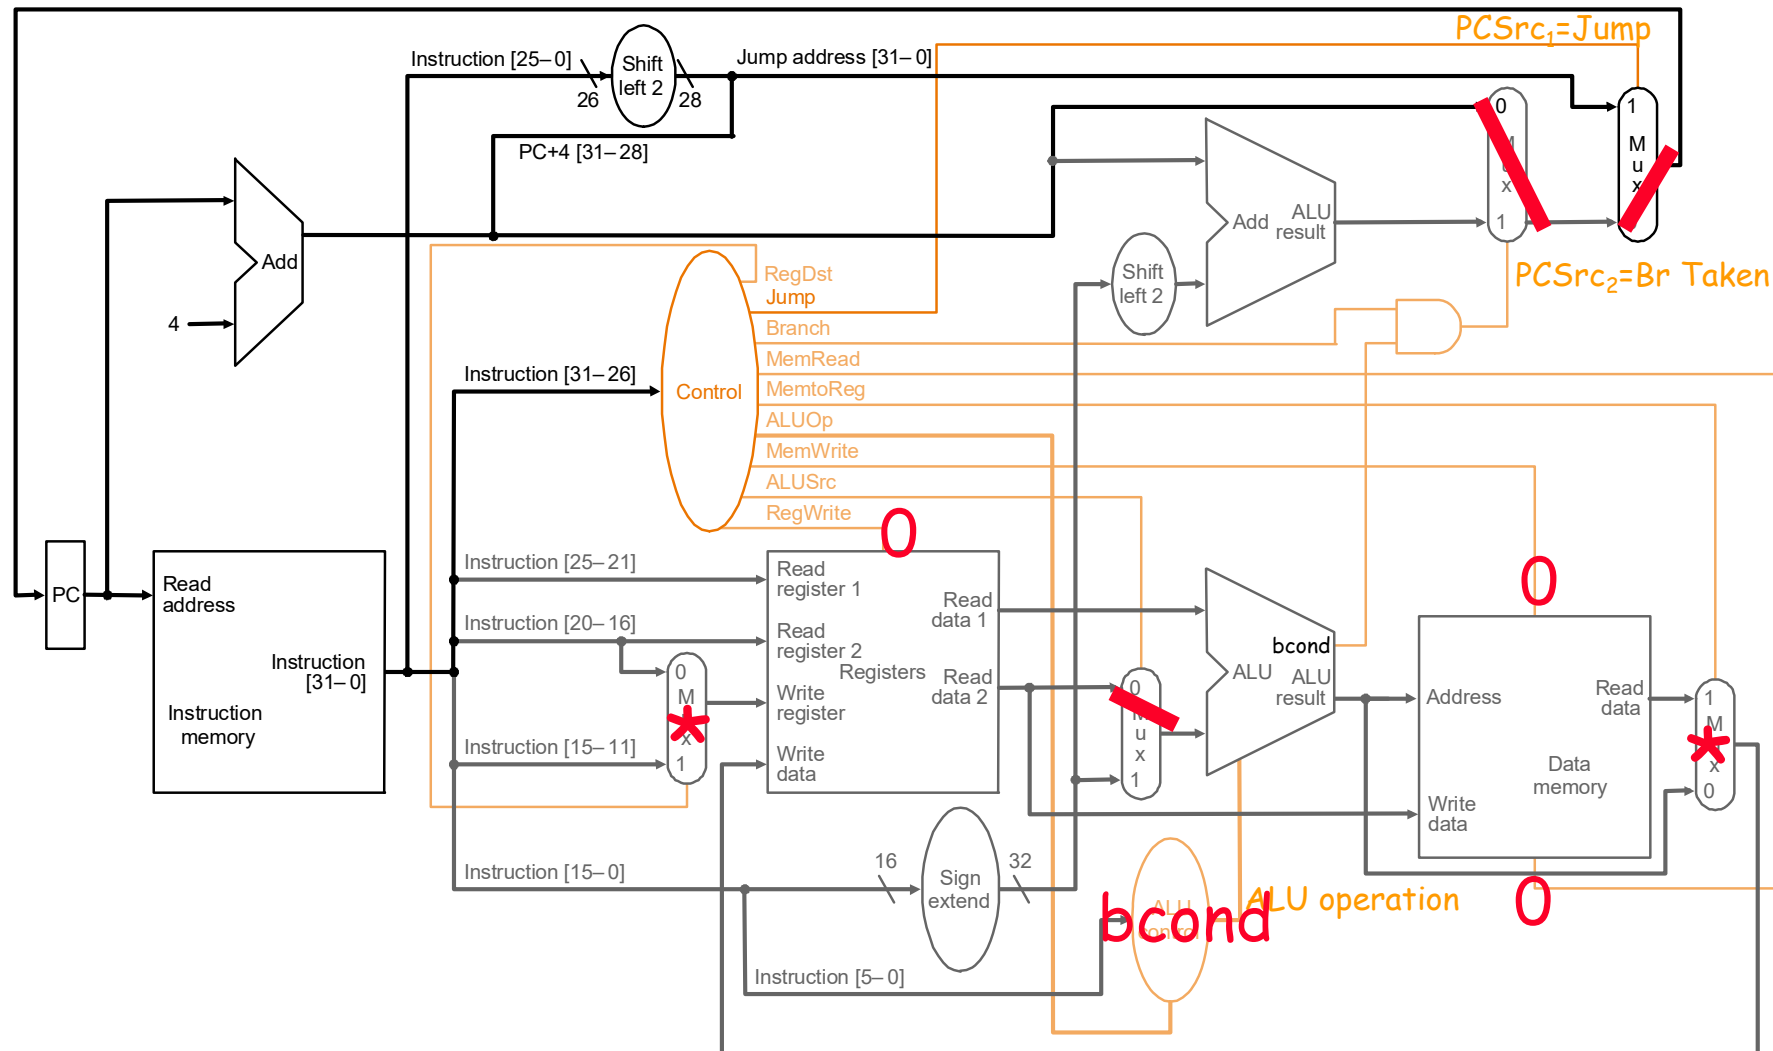 PCSrc1=Jump
Instruction [25–0]
Shift
left 2
Jump address [31–0]
26
28
PC+4 [31–28]
0
1
M
u
x
1
1
M
u
x
Add
ALU
result
Add
4
Shift
left 2
PCSrc2=Br Taken
RegDst
Jump
Branch
MemRead
MemtoReg
ALUOp
MemWrite
ALUSrc
RegWrite
Instruction [31–26]
Control
0
PC
Read
address
Instruction
[31–0]
Instruction
memory
Instruction [25–21]
Instruction [20–16]
Instruction [15–11]
0
M
x
1
*
Read
register 1
Read
register 2
Write
register
Write
data
Registers
Read
data 1
Read
data 2
0
M
u
x
1
bcond
ALU
ALU
result
0
Address
Read
data
Data
memory
Write
data
1
M
x
0
*
0
Instruction [15–0]
16
Sign
extend
32
ALU
control
bcond
ALU operation
Instruction [5–0]